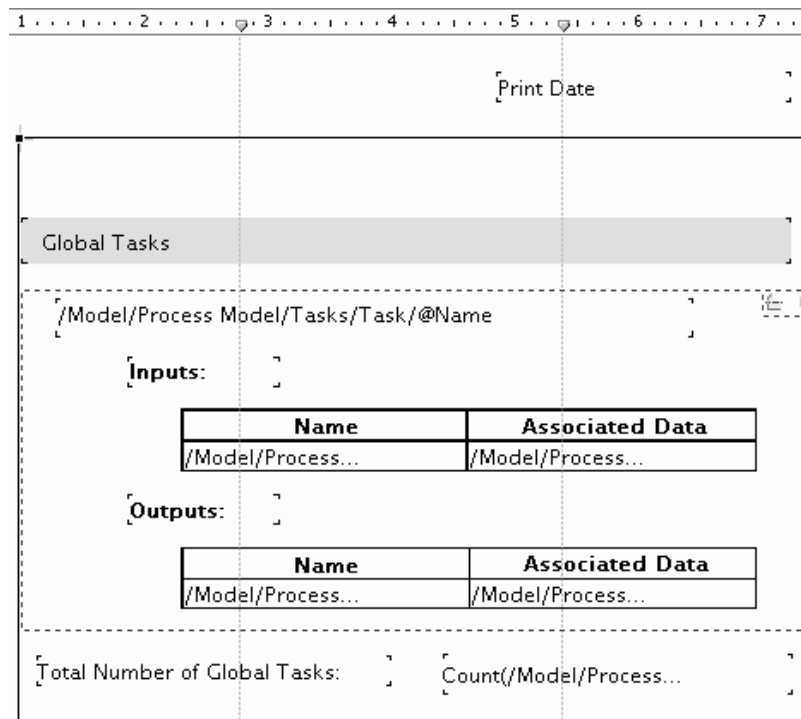 1 2 3 4 5 6 7
Print Date
Global Tasks
/Model/Process Model/Tasks/Task/@Name
Inputs:
Name Associated Data
/Model/Process... /Model/Process...
Outputs:
Name Associated Data
/Model/Process... /Model/Process...
Total Number of Global Tasks: Count(/Model/Process...